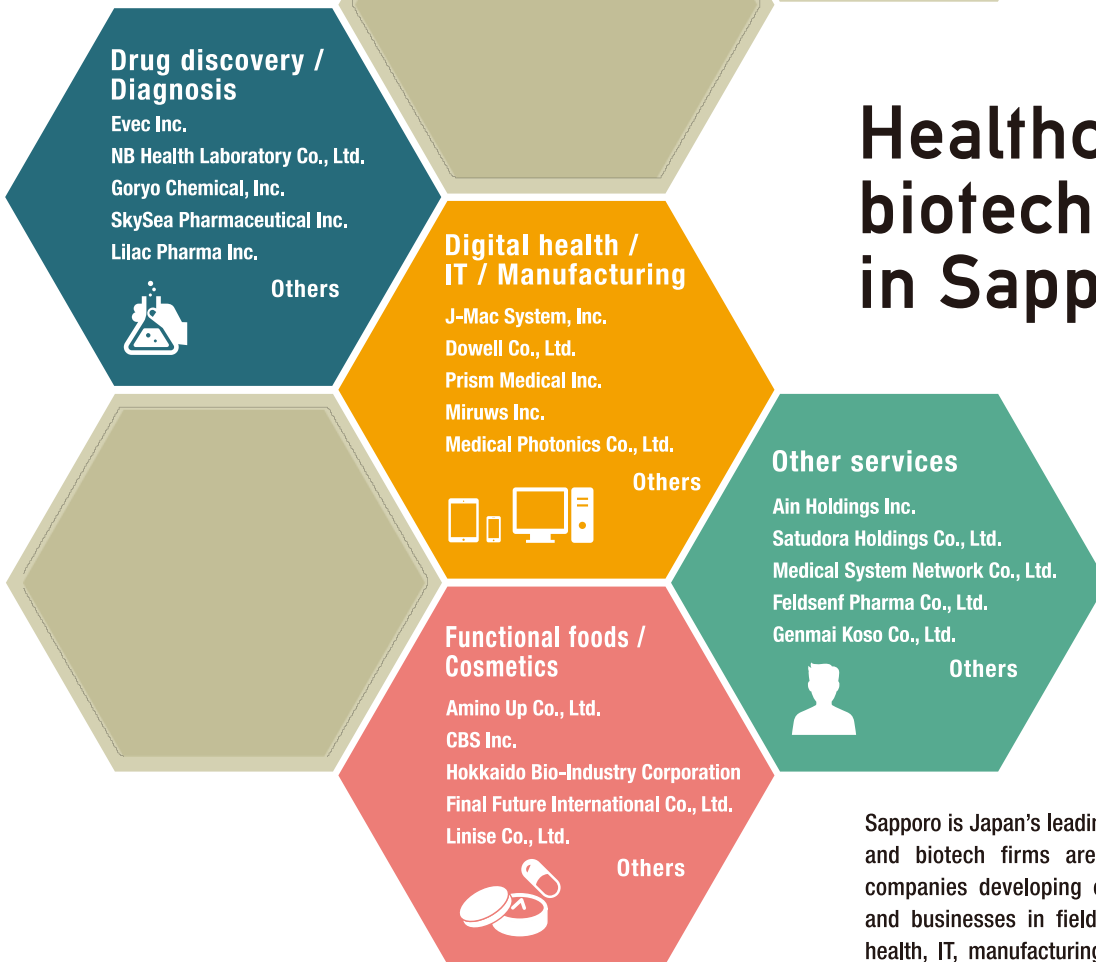 Drug discovery /
Diagnosis
Evec Inc.
NB Health Laboratory Co., Ltd.
Goryo Chemical, Inc.
SkySea Pharmaceutical Inc.
Lilac Pharma Inc.
Others
Digital health /
IT / Manufacturing
J-Mac System, Inc.
Dowell Co., Ltd.
Prism Medical Inc.
Miruws Inc.
Medical Photonics Co., Ltd.
Others
Other services
Ain Holdings Inc.
Satudora Holdings Co., Ltd.
Medical System Network Co., Ltd.
Feldsenf Pharma Co., Ltd.
Genmai Koso Co., Ltd.
Others
Functional foods /
Cosmetics
Amino Up Co., Ltd.
CBS Inc.
Hokkaido Bio-Industry Corporation
Final Future International Co., Ltd.
Linise Co., Ltd.
Others
biotech
in
Sapporo is Japan's
and biotech firms are
companies developing
and businesses in
health, IT,